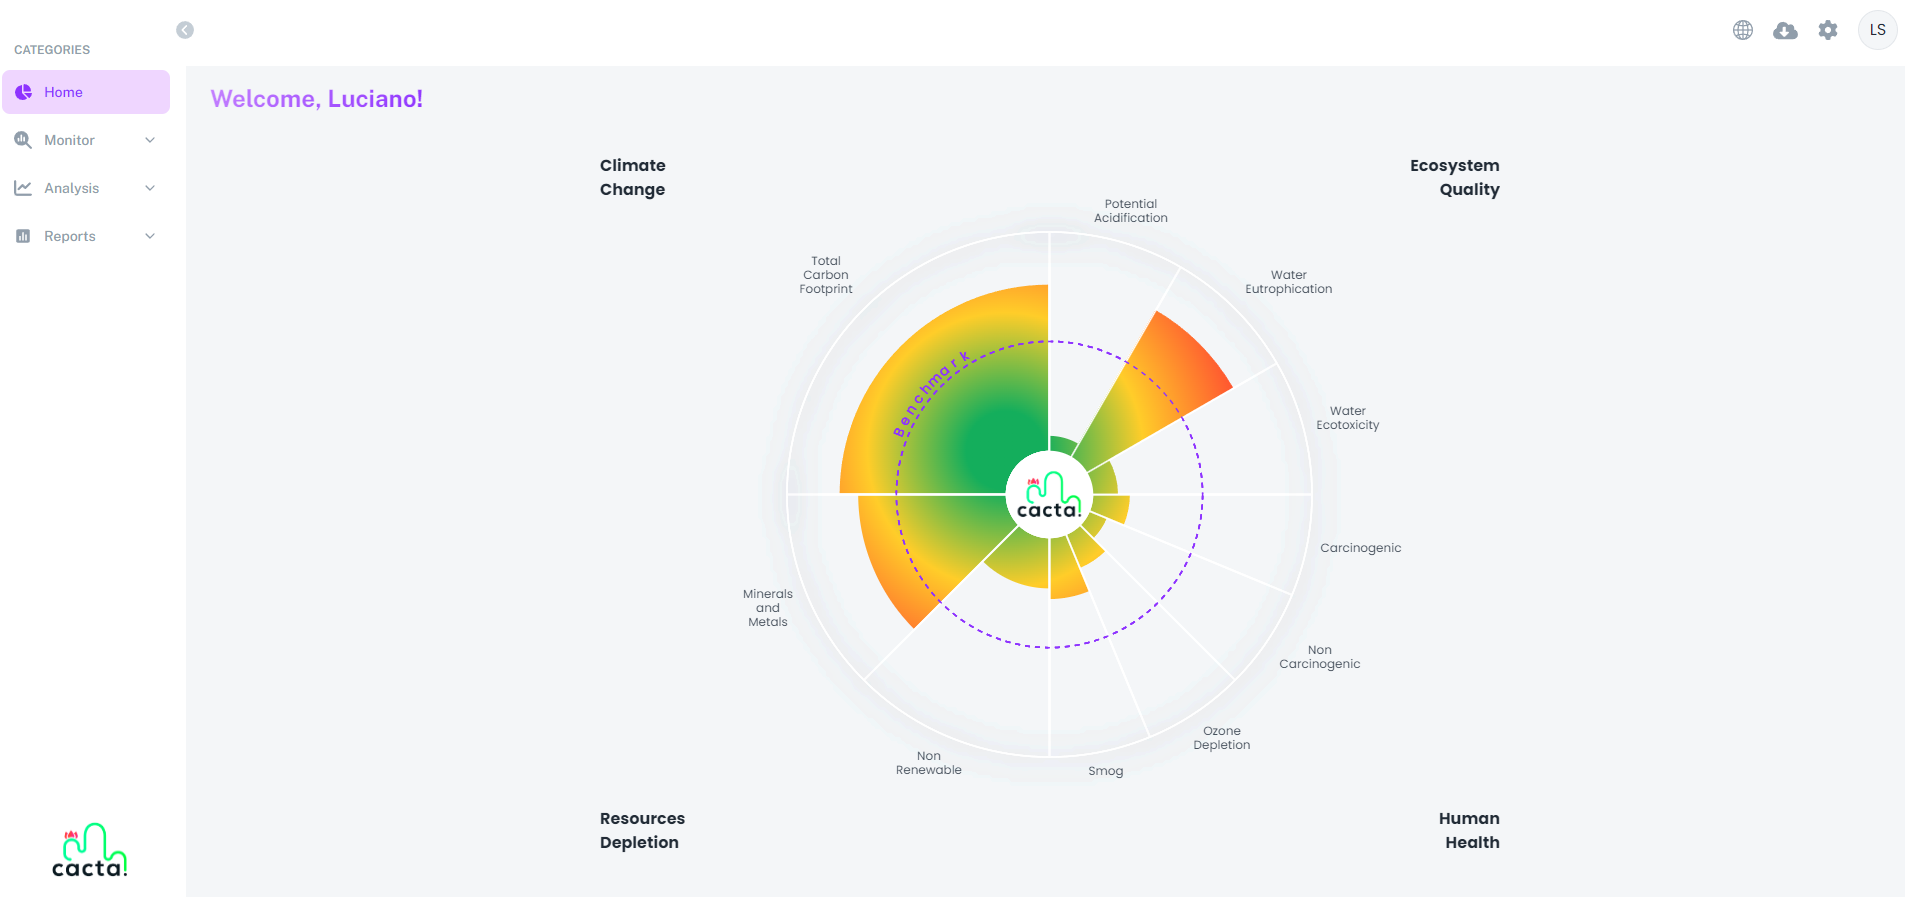 CATEGORIES
Home
Monitor
Analysis
Reports
cacta!
LS
Welcome, Luciano!
Climate
Change
Ecosystem
Quality
Potential
Acidification
Total
Carbon
Footprint
Water
Eutrophication
Benchmark
Water
Ecotoxicity
cacta!
Carcinogenic
Minerals
and
Metals
Non
Carcinogenic
Ozone
Depletion
Non
Renewable
Smog
Resources
Depletion
Human
Health